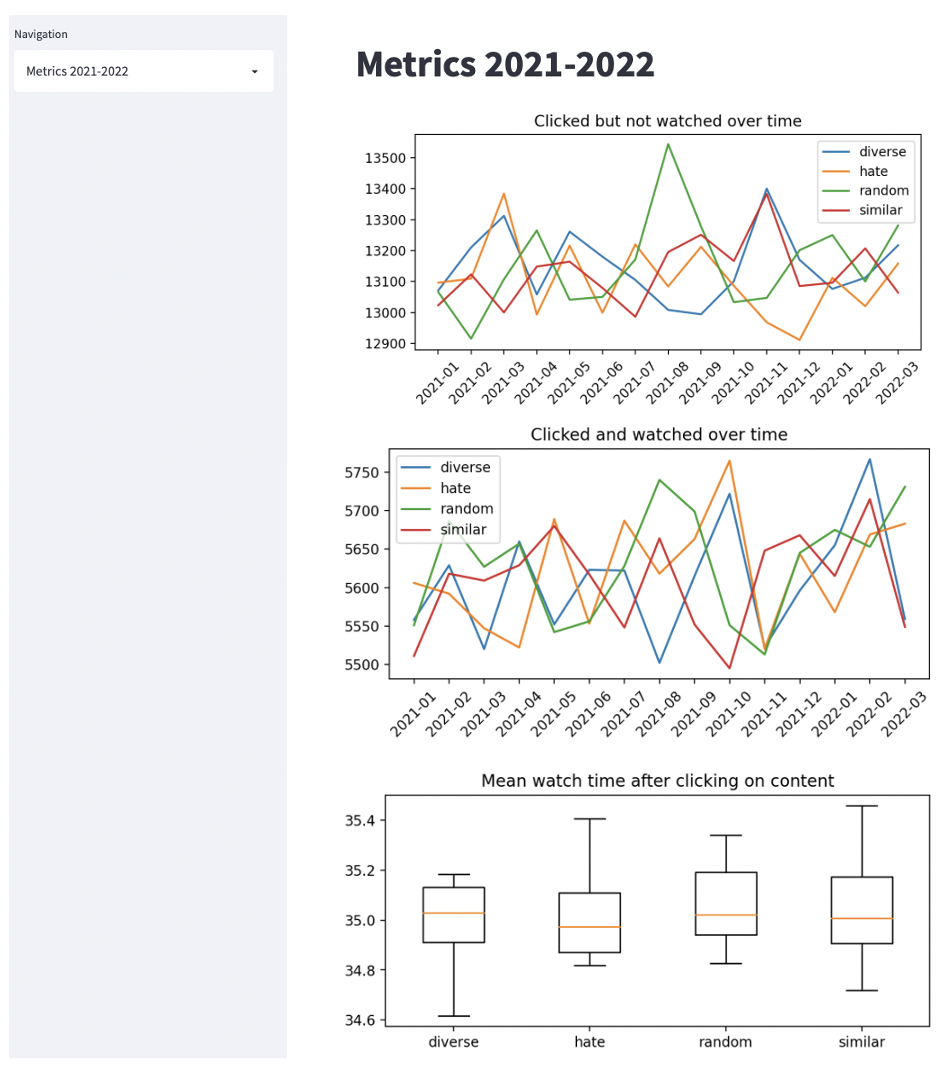 Navigation
Metrics 2021-2022
Metrics 2021-2022
Clicked but not watched over time
13500
13400
13300
13200
13100
13000
12900
diverse
hate
random
similar
2021-01
2021-02
2021-03
2021-04
2021-05
2021-06
2021-07
2021-08
2021-09
2021-10
2021-11
2021-12
2022-01
2022-02
2022-03
Clicked and watched over time
5750
5700
5650
5600
5550
5500
diverse
hate
random
similar
2021-01
2021-02
2021-03
2021-04
2021-05
2021-06
2021-07
2021-08
2021-09
2021-10
2021-11
2021-12
2022-01
2022-02
2022-03
Mean watch time after clicking on content
35.4
35.2
35.0
34.8
34.6
diverse
hate
random
similar